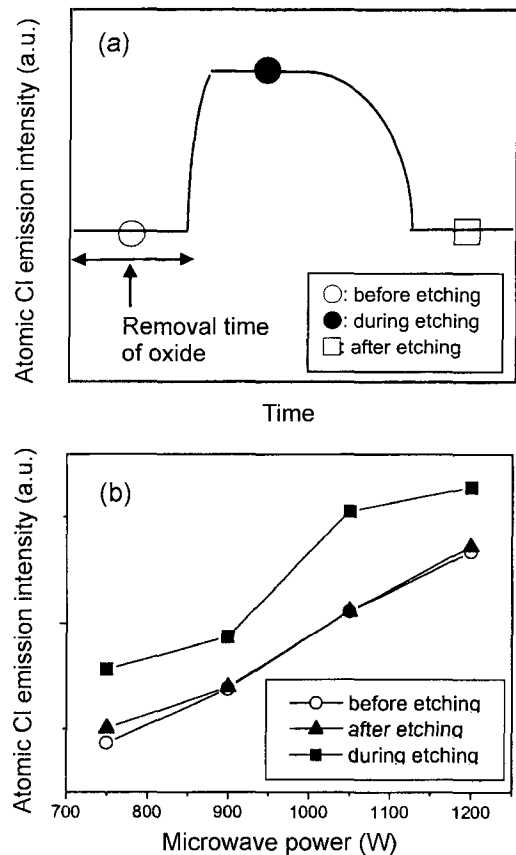 (a)
Atomic Cl emission intensity (a.u.)
Removal time
of oxide
○: before etching
●: during etching
□: after etching
Time
(b)
Atomic Cl emission intensity (a.u.)
before etching
after etching
during etching
700 800 900 1000 1100 1200
Microwave power (W)